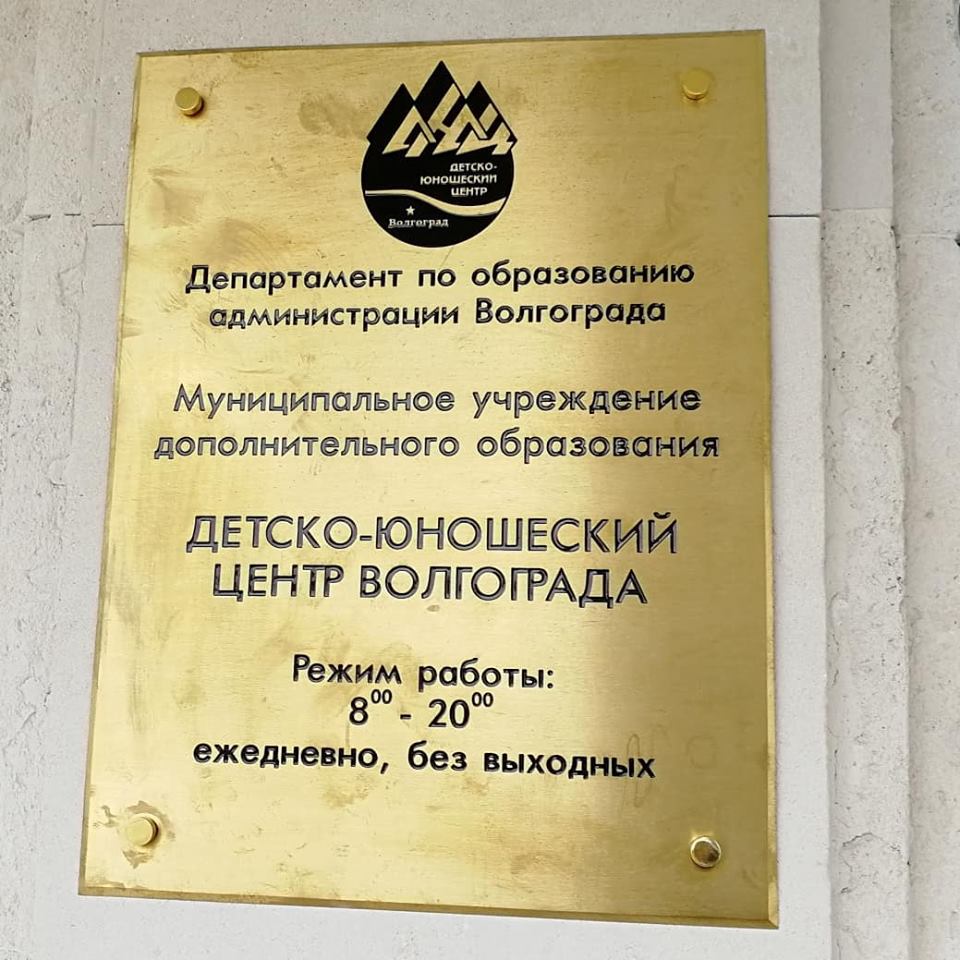 ДЮЦ
ДЕТСКО-
ЮНОШЕСКИЙ
ЦЕНТР
Волгоград
Департамент по образованию
администрации Волгограда
Муниципальное учреждение
дополнительного образования
ДЕТСКО-ЮНОШЕСКИЙ
ЦЕНТР ВОЛГОГРАДА
Режим работы:
8⁰⁰ - 20⁰⁰
ежедневно, без выходных